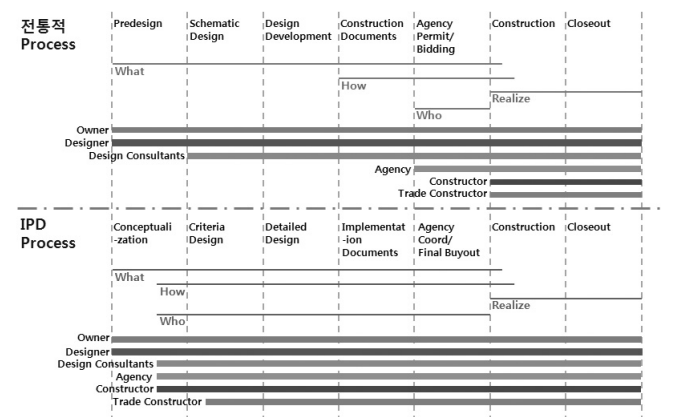 전통적
Process
Predesign
Schematic
Design
Design
Development
Construction
Documents
Agency
Permit/
Bidding
Construction
Closeout
What
How
Realize
Who
Owner
Designer
Design Consultants
Agency
Constructor
Trade Constructor
IPD
Process
Conceptuali
-zation
Criteria
Design
Detailed
Design
Implementat
-ion
Documents
Agency
Coord/
Final Buyout
Construction
Closeout
What
How
Realize
Who
Owner
Designer
Design Consultants
Agency
Constructor
Trade Constructor